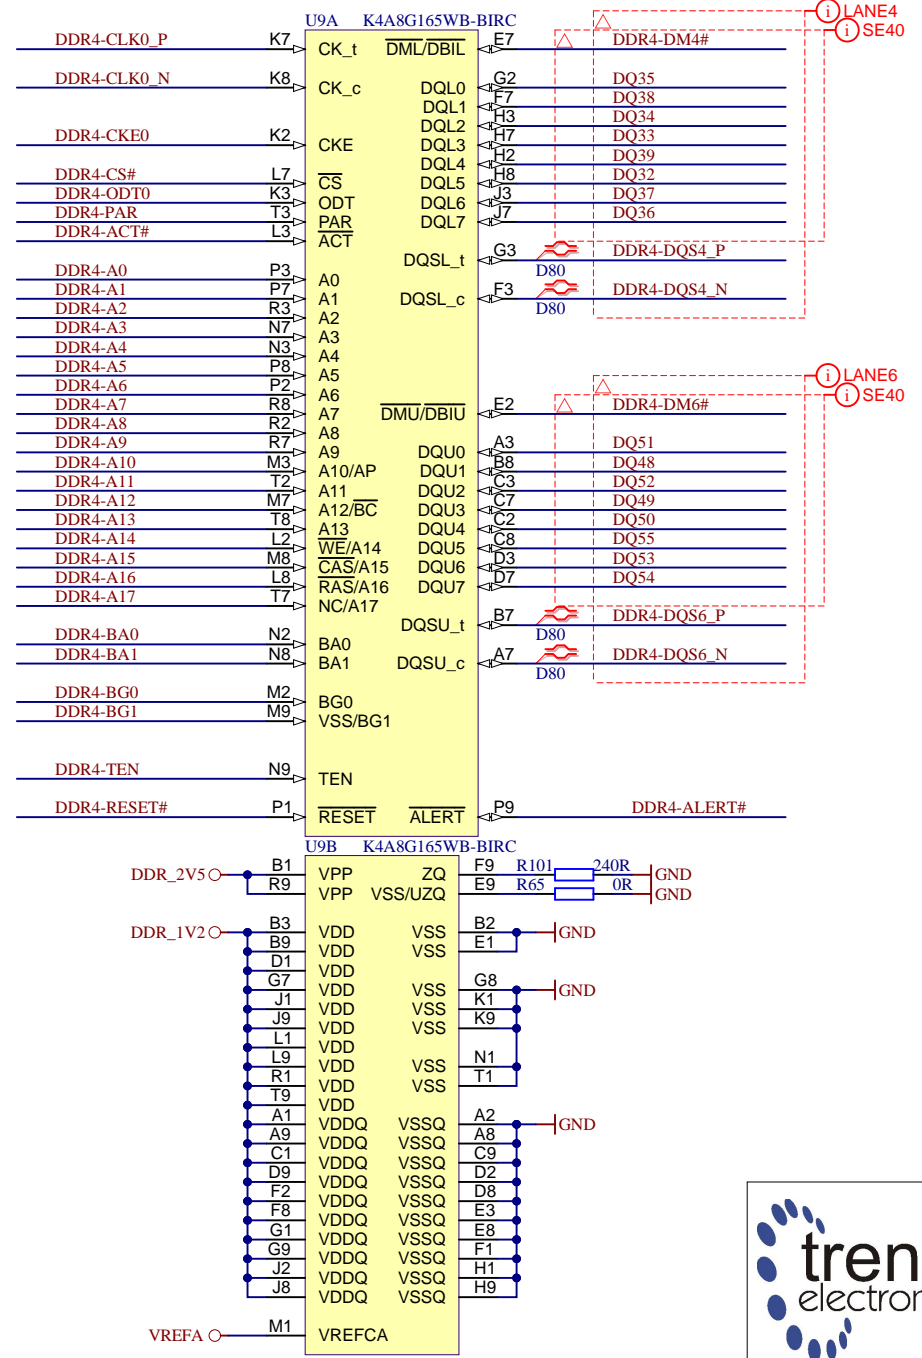 U9A K4A8G165WB-BIRC
LANE4
SE40
DDR4-CLK0_P K7 CK_t DML/DBIL E7 DDR4-DM4#
DDR4-CLK0_N K8 CK_c DQL0 G2 DQ35
DQL1 F7 DQ38
DQL2 H3 DQ34
DDR4-CKE0 K2 CKE DQL3 H7 DQ33
DQL4 H2 DQ39
DDR4-CS# L7 CS DQL5 H8 DQ32
DDR4-ODT0 K3 ODT DQL6 J3 DQ37
DDR4-PAR T3 PAR DQL7 J7 DQ36
DDR4-ACT# L3 ACT
DQSL_t G3 D80 DDR4-DQS4_P
DDR4-A0 P3 A0
DDR4-A1 P7 A1 DQSL_c F3 D80 DDR4-DQS4_N
DDR4-A2 R3 A2
DDR4-A3 N7 A3
DDR4-A4 N3 A4
DDR4-A5 P8 A5
LANE6
DDR4-A6 P2 A6
SE40
DDR4-A7 R8 A7 DMU/DBIU E2 DDR4-DM6#
DDR4-A8 R2 A8
DDR4-A9 R7 A9 DQU0 A3 DQ51
DDR4-A10 M3 A10/AP DQU1 B8 DQ48
DDR4-A11 T2 A11 DQU2 C3 DQ52
DDR4-A12 M7 A12/BC DQU3 C7 DQ49
DDR4-A13 T8 A13 DQU4 C2 DQ50
DDR4-A14 L2 WE/A14 DQU5 C8 DQ55
DDR4-A15 M8 CAS/A15 DQU6 D3 DQ53
DDR4-A16 L8 RAS/A16 DQU7 D7 DQ54
DDR4-A17 T7 NC/A17
DQSU_t B7 D80 DDR4-DQS6_P
DDR4-BA0 N2 BA0
DDR4-BA1 N8 BA1 DQSU_c A7 D80 DDR4-DQS6_N
DDR4-BG0 M2 BG0
DDR4-BG1 M9 VSS/BG1
DDR4-TEN N9 TEN
DDR4-RESET# P1 RESET ALERT P9 DDR4-ALERT#
U9B K4A8G165WB-BIRC
DDR_2V5 B1 VPP ZQ F9 R101 240R GND
R9 VPP VSS/UZQ E9 R65 0R GND
DDR_1V2 B3 VDD VSS B2 GND
B9 VDD VSS E1
D1 VDD
G7 VDD VSS G8 GND
J1 VDD VSS K1
J9 VDD VSS K9
L1 VDD
L9 VDD VSS N1
R1 VDD VSS T1
T9 VDD
A1 VDDQ VSSQ A2 GND
A9 VDDQ VSSQ A8
C1 VDDQ VSSQ C9
D9 VDDQ VSSQ D2
F2 VDDQ VSSQ D8
F8 VDDQ VSSQ E3
G1 VDDQ VSSQ E8
G9 VDDQ VSSQ F1
J2 VDDQ VSSQ H1
J8 VDDQ VSSQ H9
VREFA M1 VREFCA
tren
electron